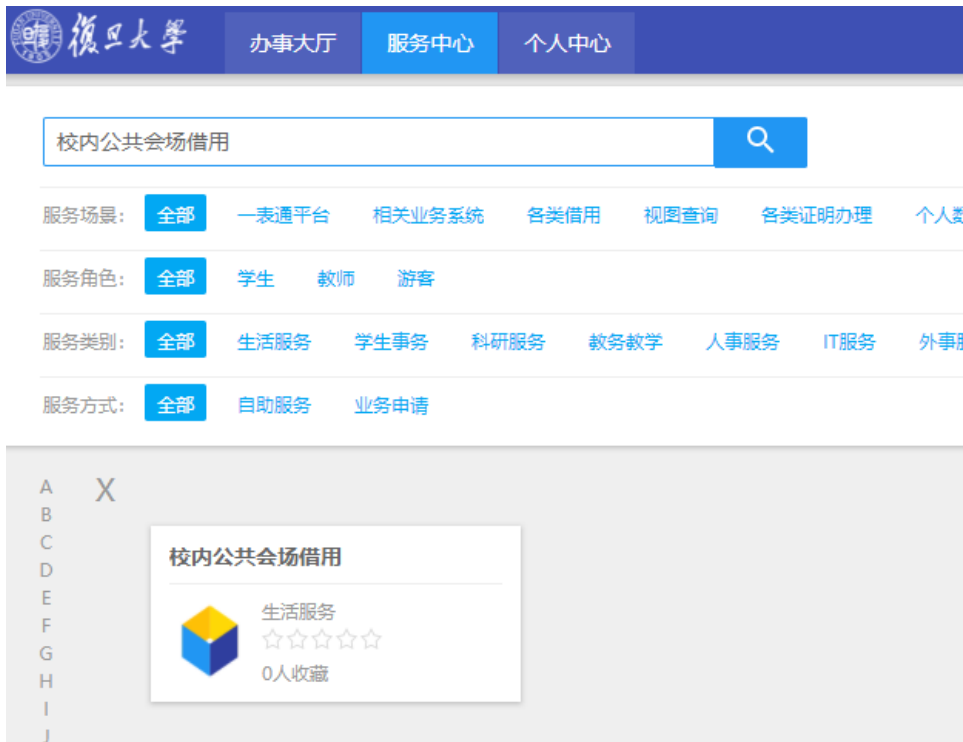 復旦大學 办事大厅 服务中心 个人中心
校内公共会场借用
服务场景: 全部 一表通平台 相关业务系统 各类借用 视图查询 各类证明办理 个人数
服务角色: 全部 学生 教师 游客
服务类别: 全部 生活服务 学生事务 科研服务 教务教学 人事服务 IT服务 外事服
服务方式: 全部 自助服务 业务申请
A X
B
C
校内公共会场借用
D
E
生活服务
F
G
0人收藏
H
I
J